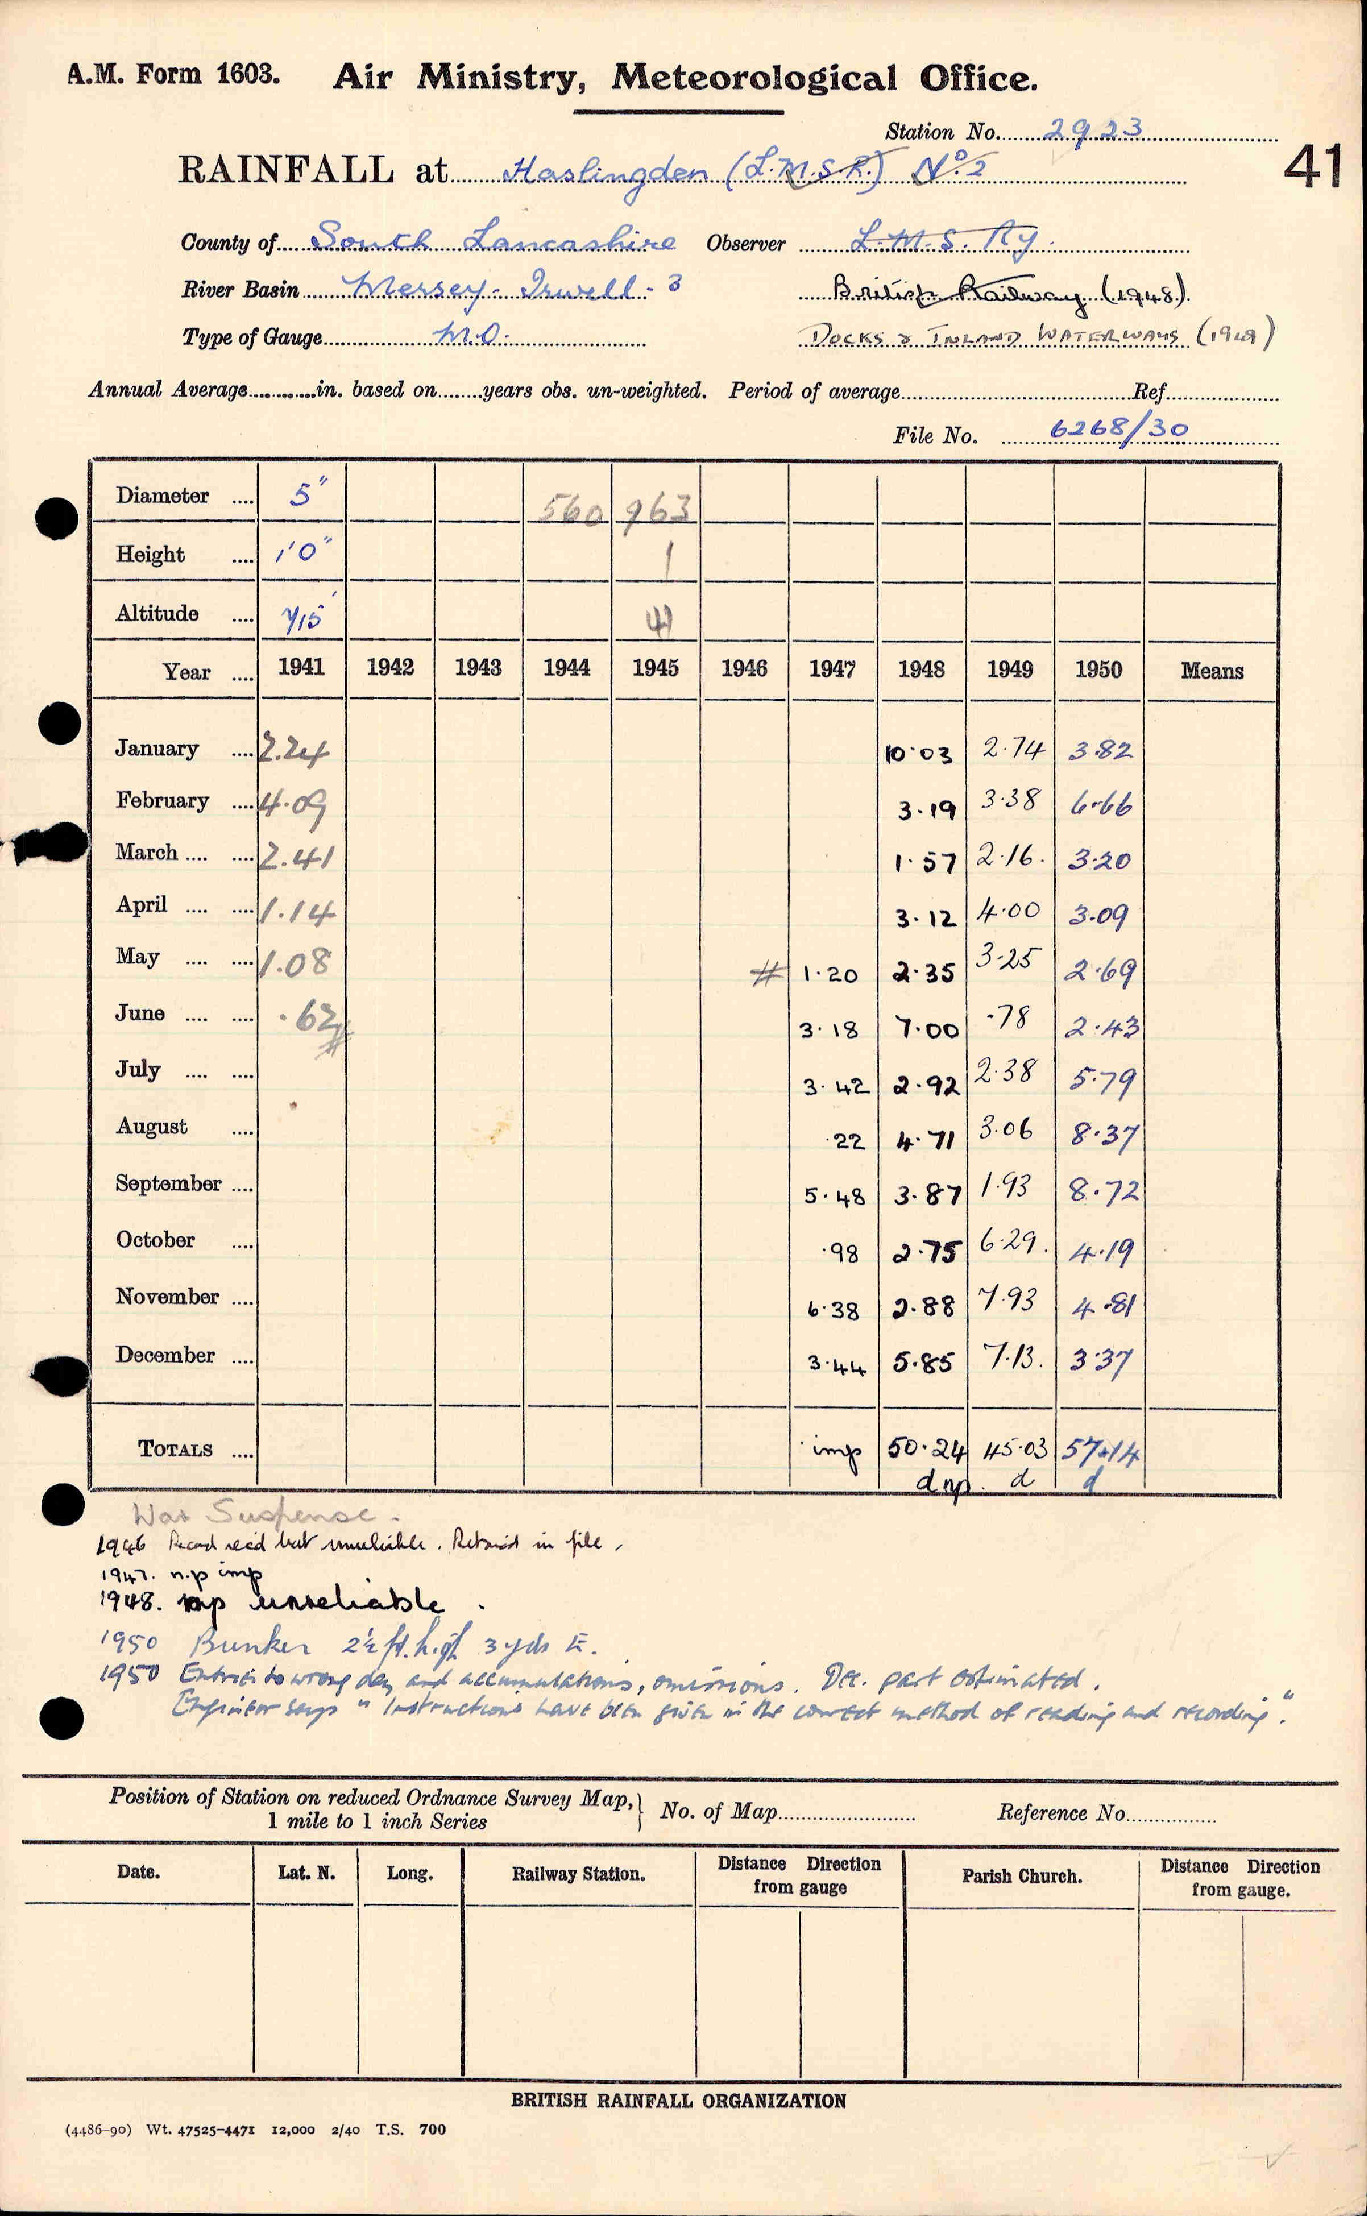 A.M. Form 1603. Air Ministry, Meteorological Office.
Station No. 2923
41
RAINFALL at Haslingden (L.M.S.R.) No. 2
County of South Lancashire Observer L.M.S. Ry.
River Basin Mersey - Irwell - 3 British Railway (1948)
Type of Gauge M.O. DOCKS & INLAND WATERWAYS (1949)
Annual Average in. based on years obs. un-weighted. Period of average Ref.
File No. 6268/30
Diameter 5" 560 963
Height 1'0" 1
Altitude 715' 41
Year 1941 1942 1943 1944 1945 1946 1947 1948 1949 1950 Means
January 2.24 10.03 2.74 3.82
February 4.09 3.19 3.38 6.66
March 2.41 1.57 2.16 3.20
April 1.14 3.12 4.00 3.09
May 1.08 # 1.20 2.35 3.25 2.69
June .62 # 3.18 7.00 .78 2.43
July 3.42 2.92 2.38 5.79
August .22 4.71 3.06 8.37
September 5.48 3.87 1.93 8.72
October .98 2.75 6.29 4.19
November 6.38 2.88 7.93 4.81
December 3.44 5.85 7.13 3.37
TOTALS imp 50.24 45.03 57.14
d np. d d
War Suspense.
1946 Record recd but unreliable. Retained in file.
1947. n.p imp
1948. np unreliable.
1950 Bunker 2½ ft. high 3 yds E.
1950 Entries to wrong day and accumulations, omissions. Dec. part estimated.
Engineer says "Instructions have been given in the correct method of reading and recording".
Position of Station on reduced Ordnance Survey Map, } No. of Map Reference No.
1 mile to 1 inch Series
Date. Lat. N. Long. Railway Station. Distance Direction from gauge Parish Church. Distance Direction from gauge.
BRITISH RAINFALL ORGANIZATION
(4486-90) Wt. 47525-4471 12,000 2/40 T.S. 700